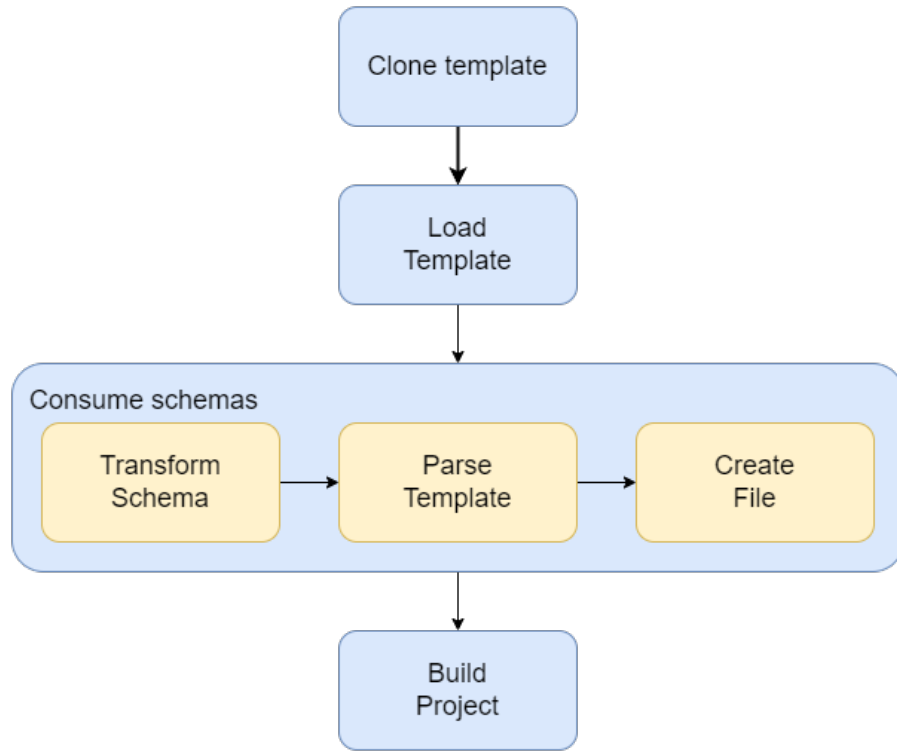 Clone template
Load
Template
Consume schemas
Transform
Schema
Parse
Template
Create
File
Build
Project